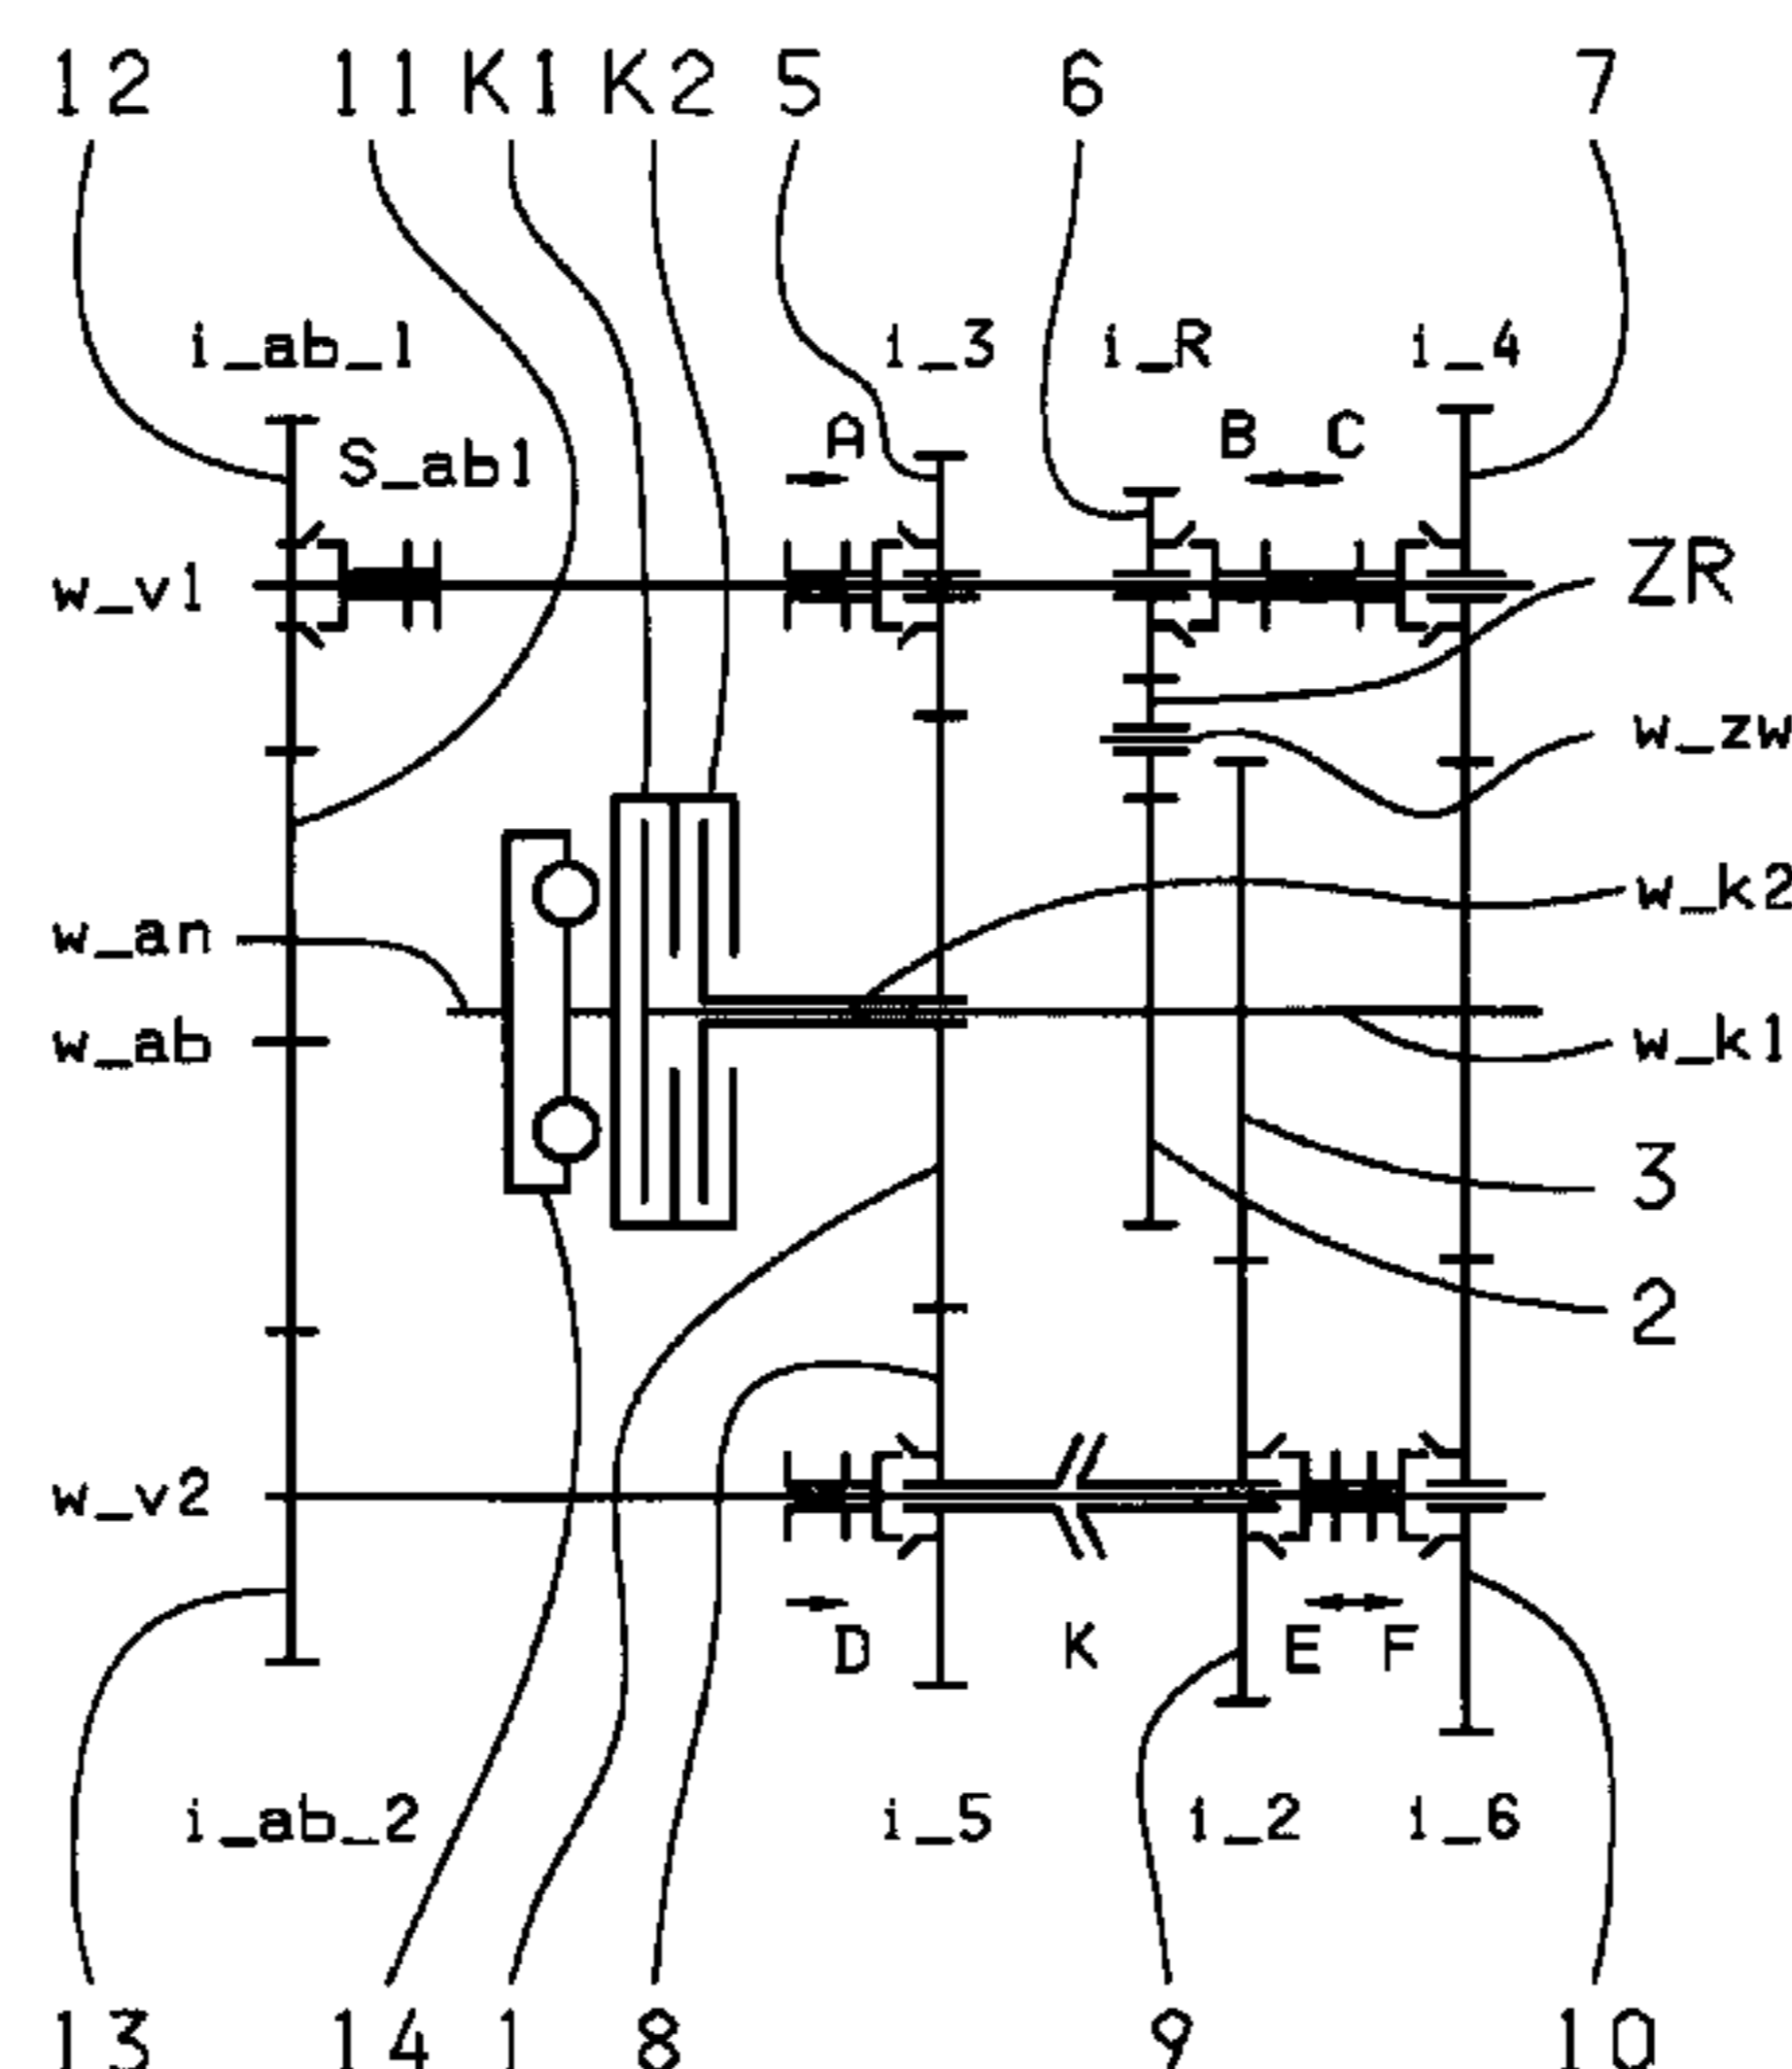 12 11 K1 K2 5 6 7
i_ab_1 i_3 i_R i_4
S_ab1 A B C
w_v1 ZR
w_zw
w_k2
w_an
w_ab w_k1
3
2
w_v2
D K E F
i_ab_2 i_5 i_2 i_6
13 14 1 8 9 10